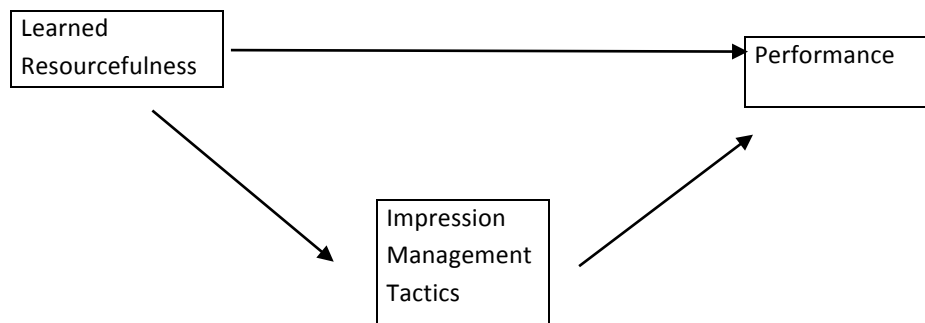 Learned
Resourcefulness
Performance
Impression
Management
Tactics